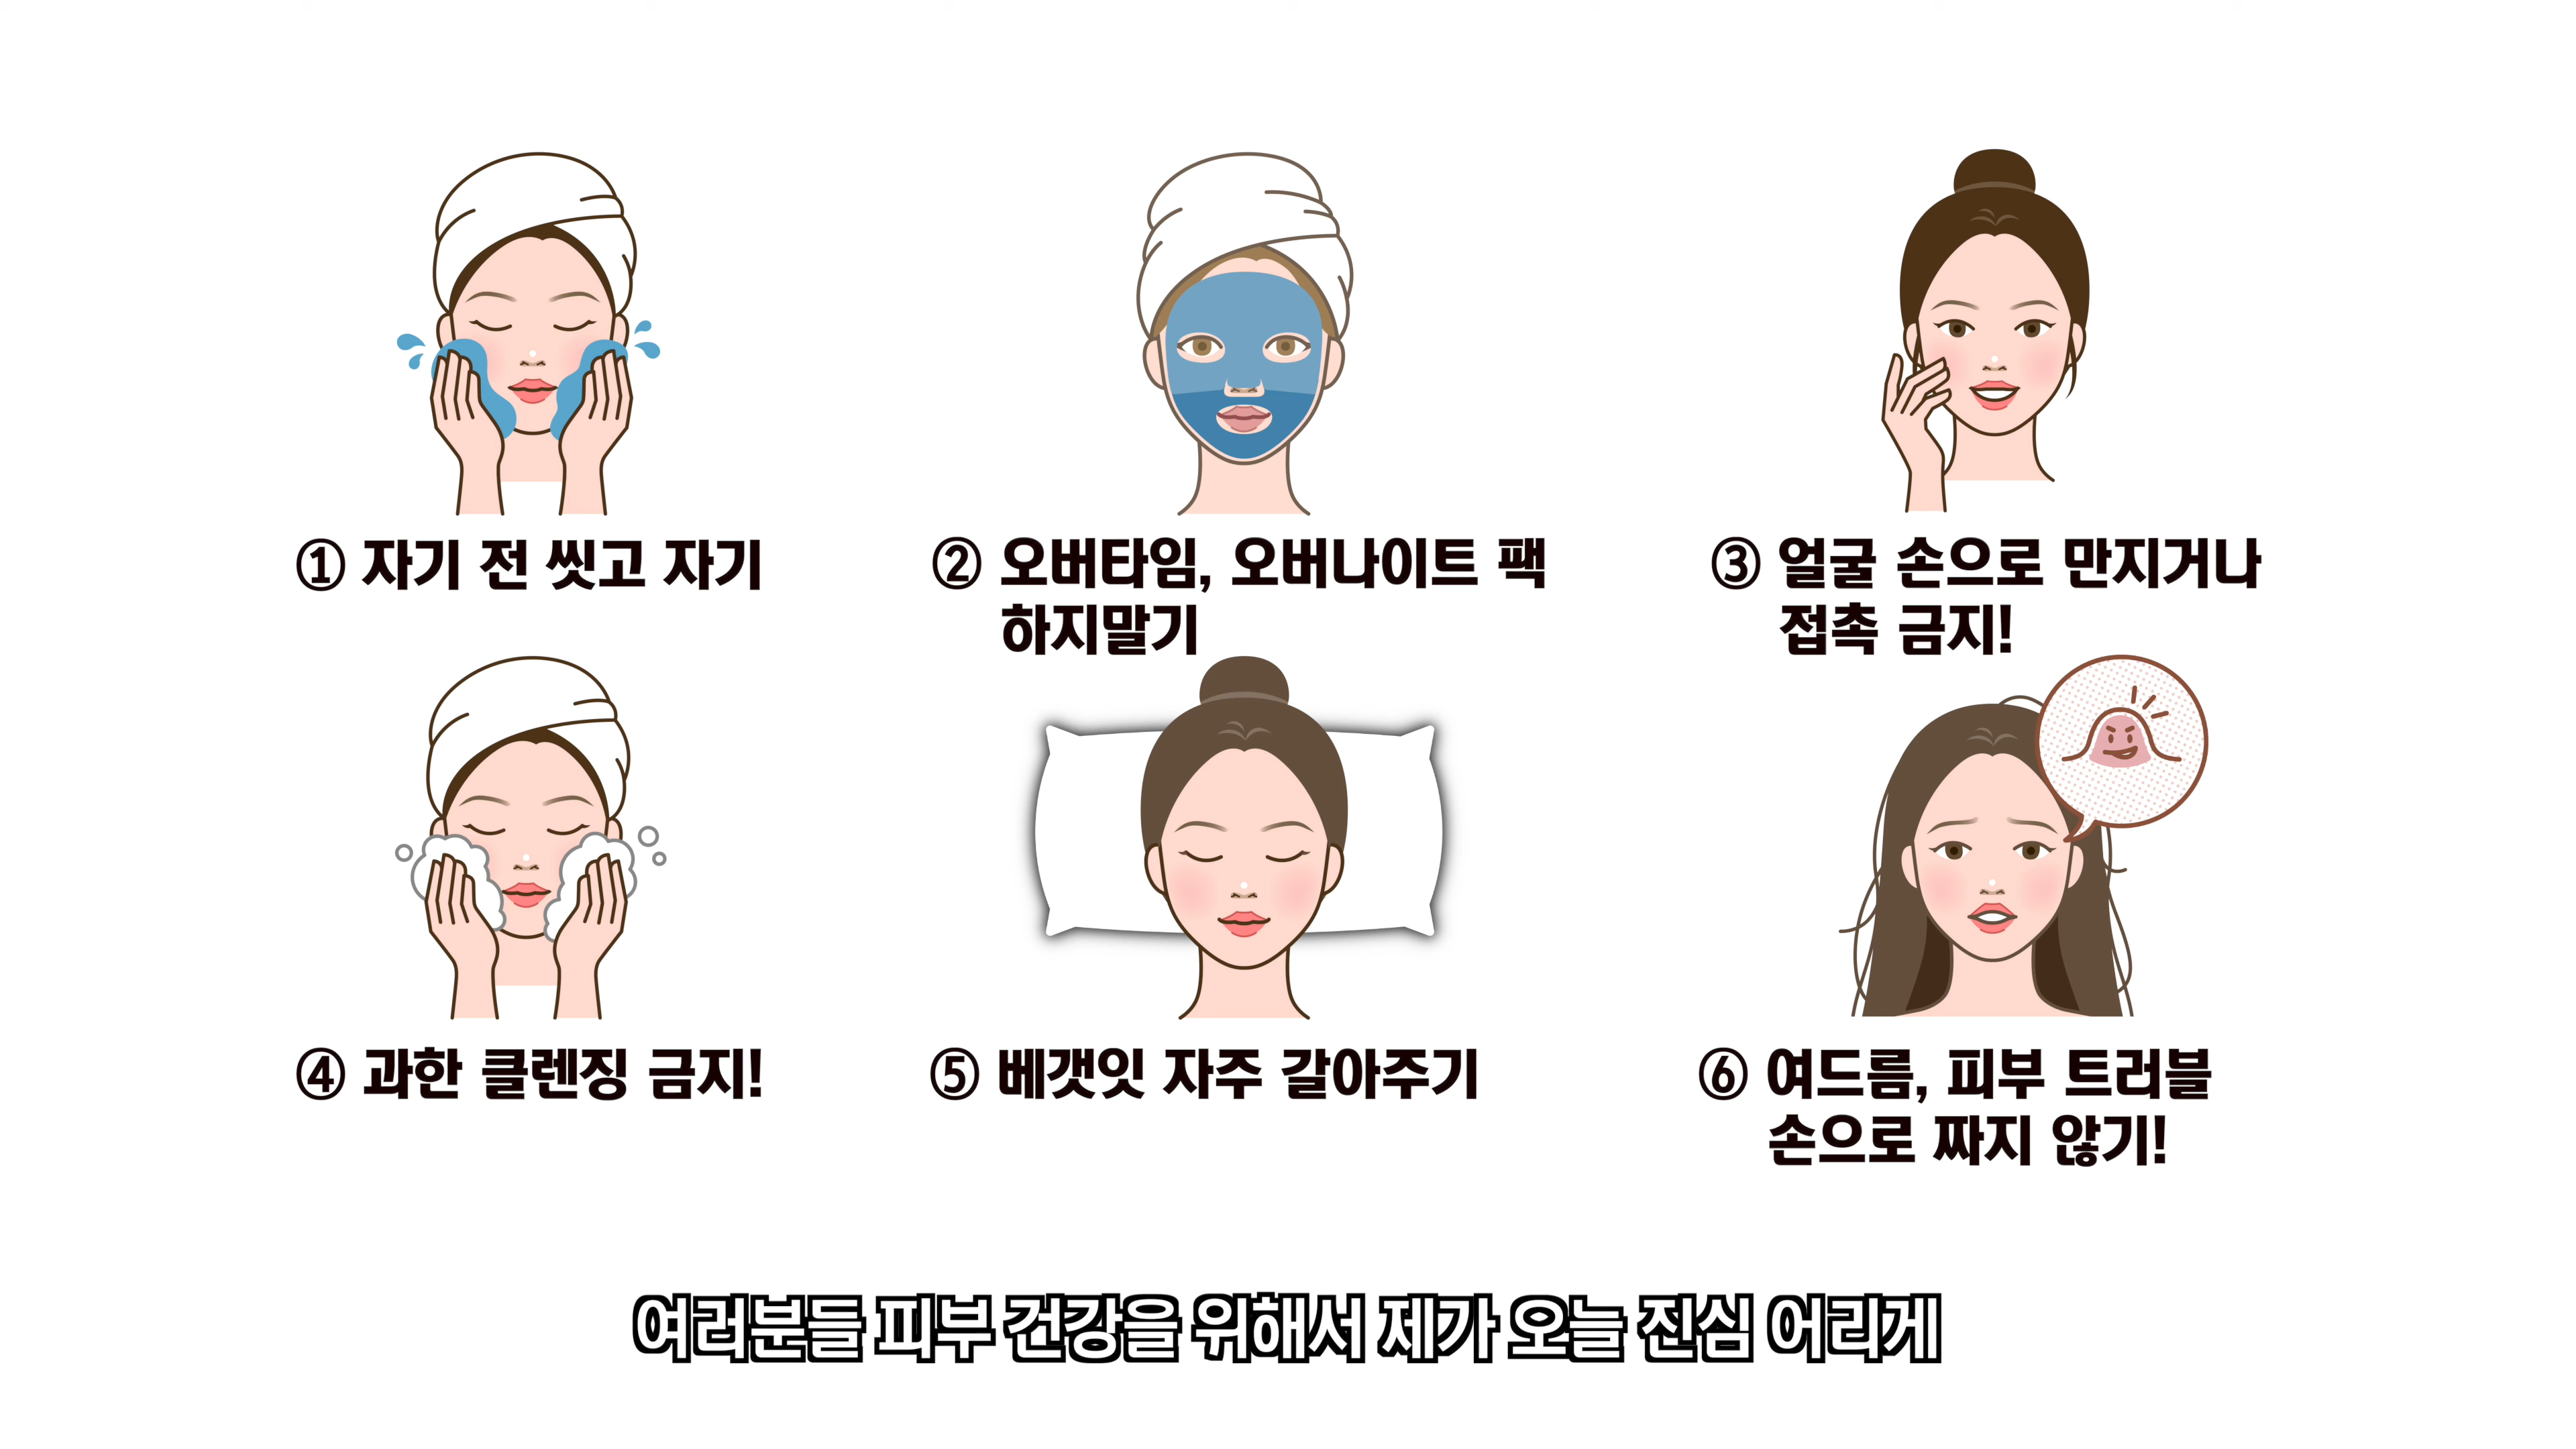 ① 자기 전 씻고 자기
② 오버타임, 오버나이트 팩
하지말기
③ 얼굴 손으로 만지거나
접촉 금지!
④ 과한 클렌징 금지!
⑤ 베갯잇 자주 갈아주기
⑥ 여드름, 피부 트러블
손으로 짜지 않기!
여러분들 피부 건강을 위해서 제가 오늘 진심 어리게